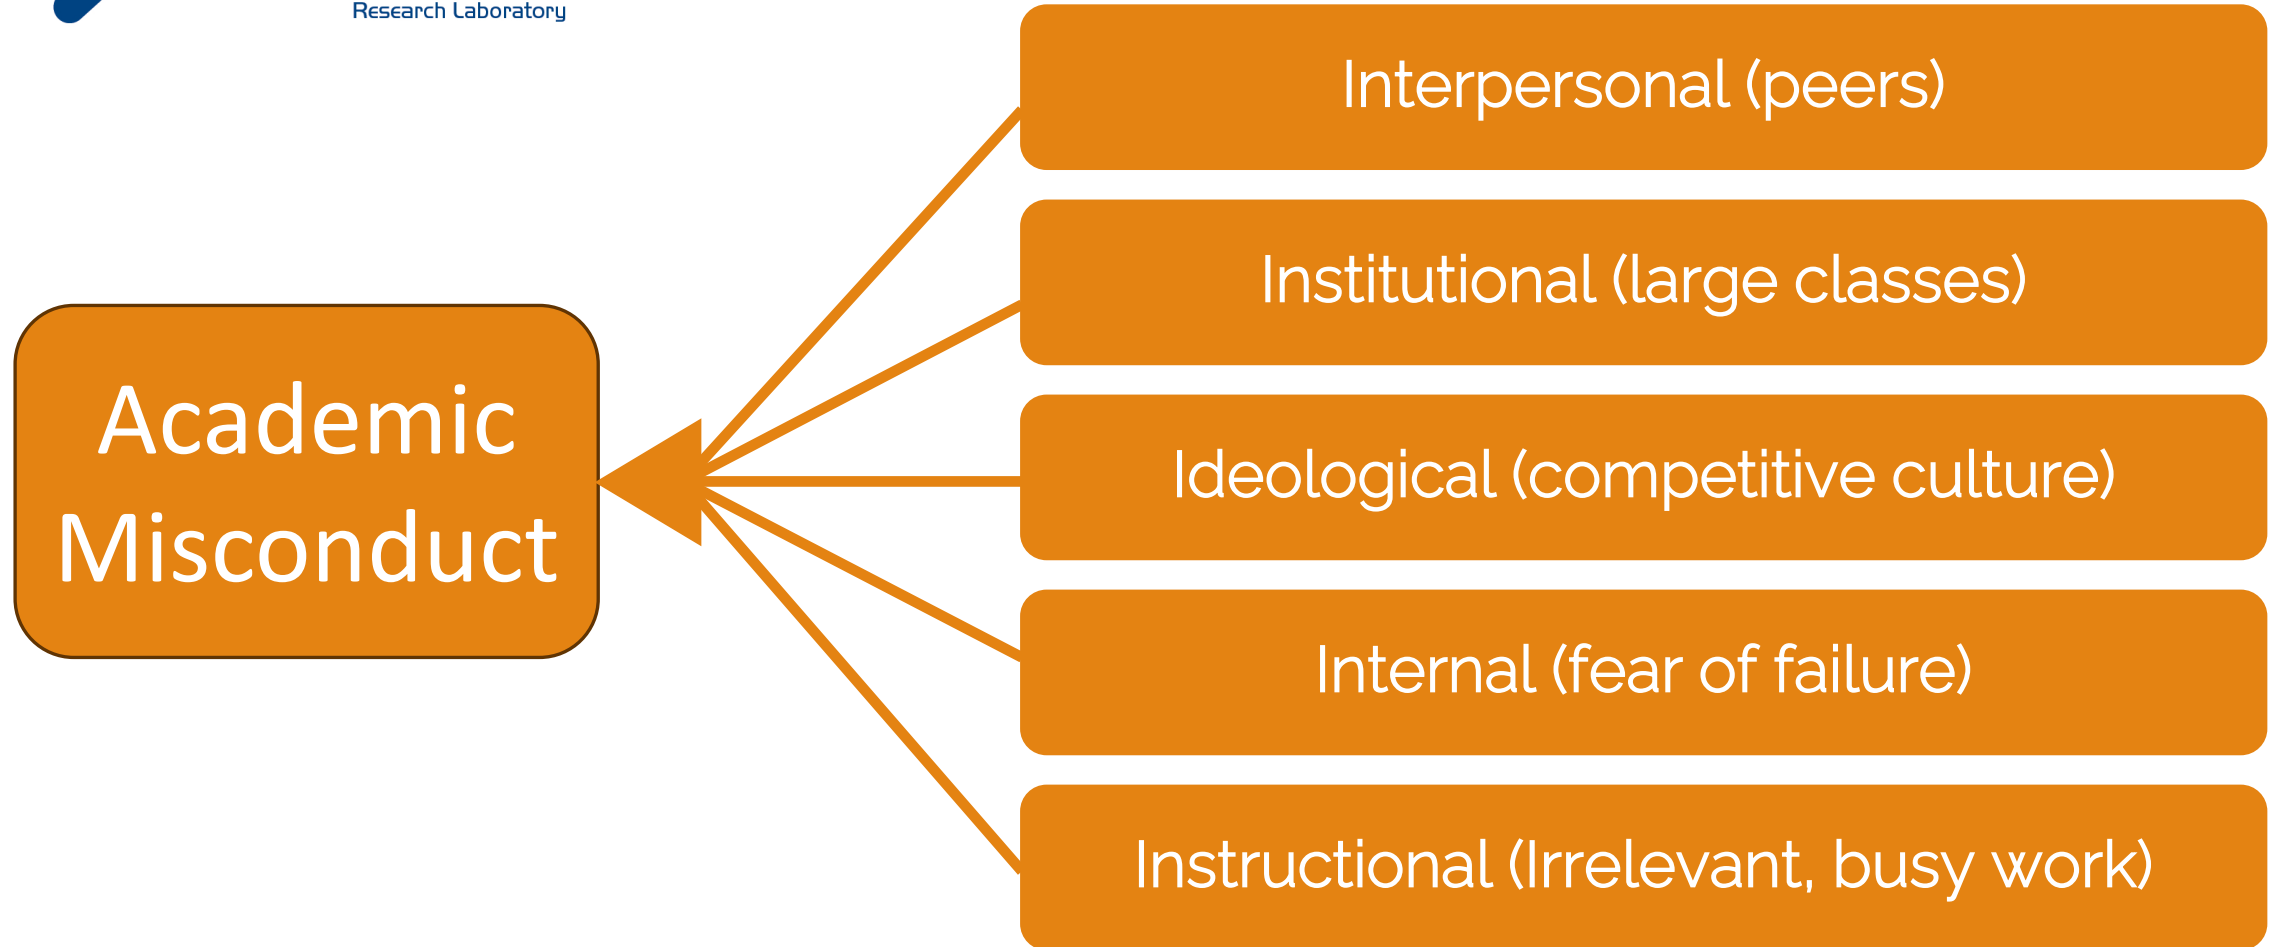 Research Laboratory
Interpersonal (peers)
Institutional (large classes)
Academic
Misconduct
Ideological (competitive culture)
Internal (fear of failure)
Instructional (Irrelevant, busy work)